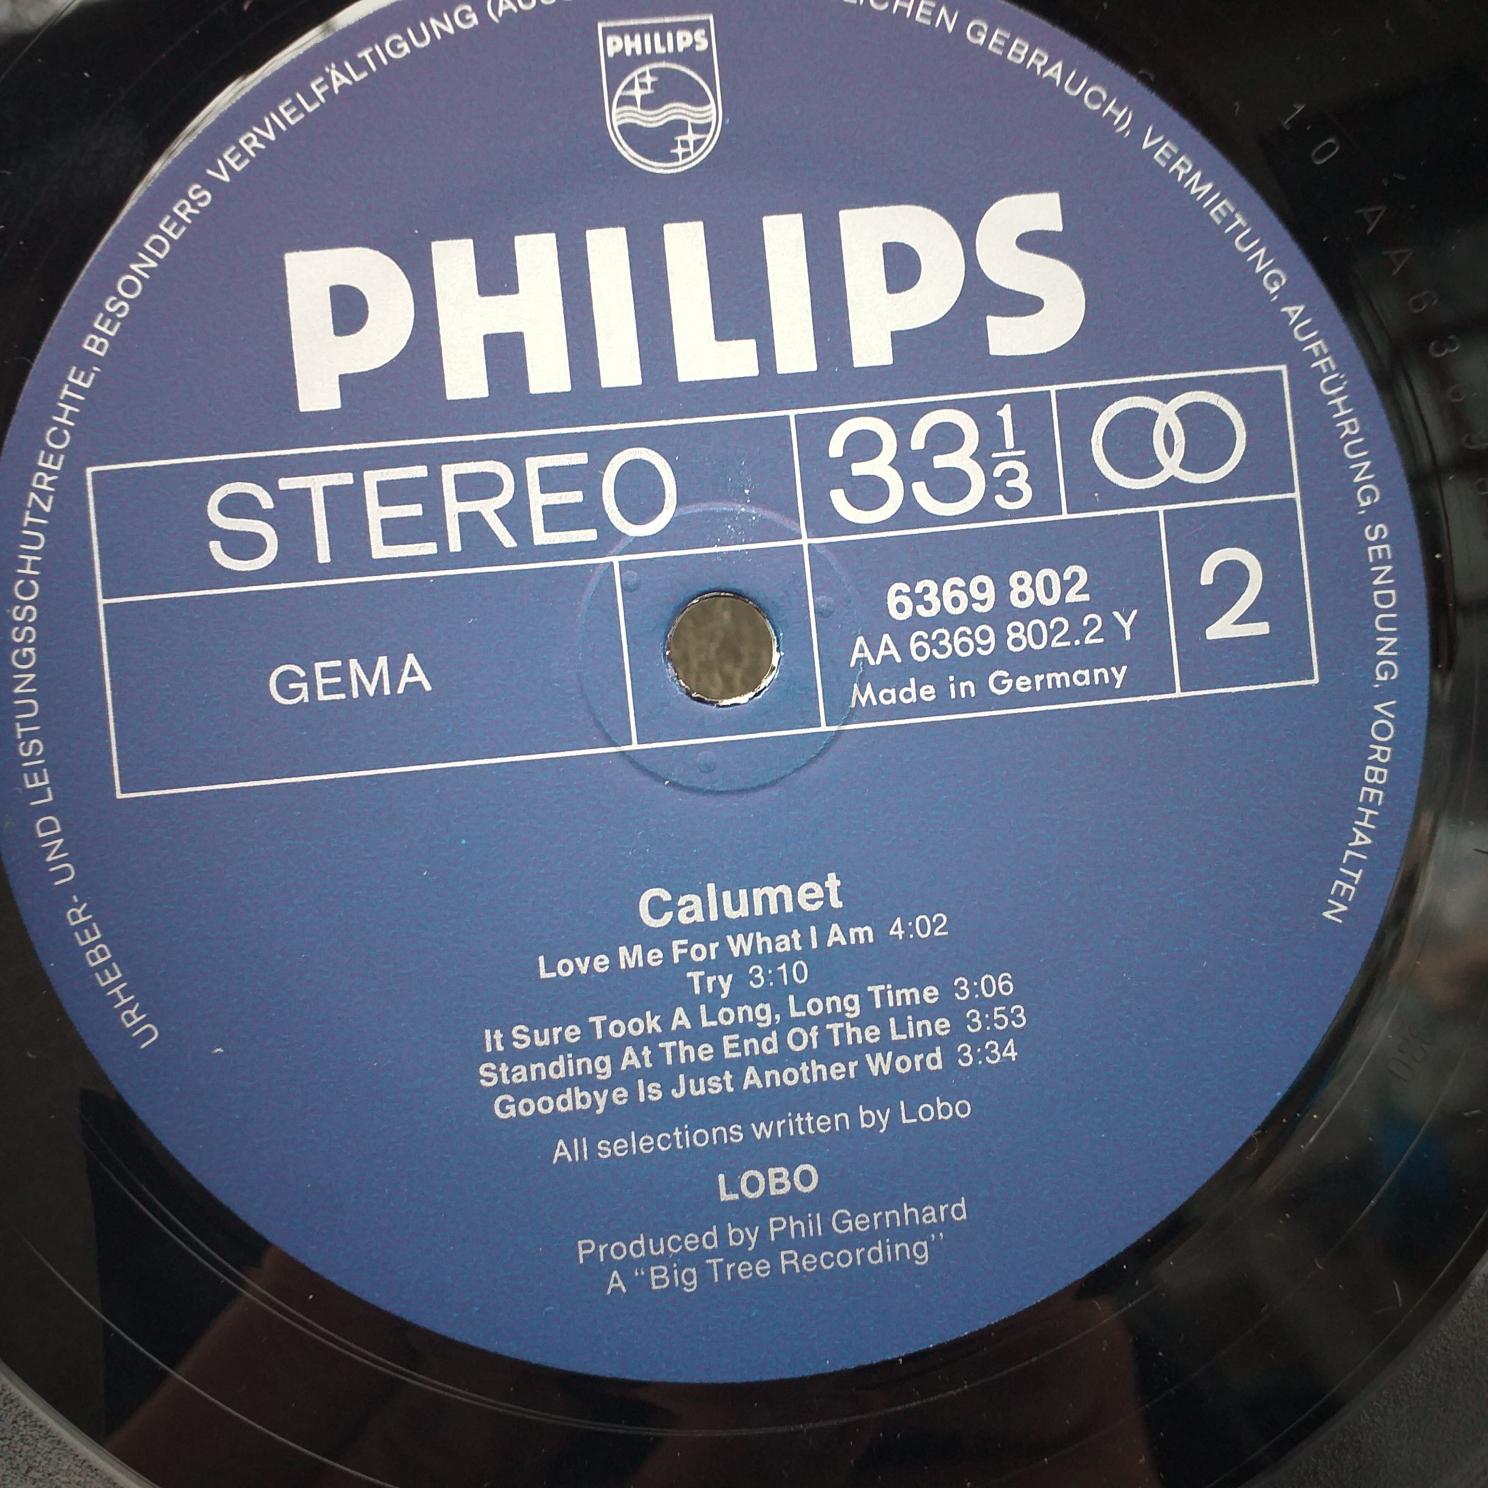 URHEBER- UND LEISTUNGSSCHUTZRECHTE, BESONDERS VERVIELFÄLTIGUNG GEBRAUCH), VERMIETUNG, AUFFÜHRUNG, SENDUNG, VORBEHALTEN
PHILIPS
PHILIPS
STEREO 33 1/3
GEMA
6369 802
AA 6369 802.2 Y
Made in Germany
2
Calumet
Love Me For What I Am 4:02
Try 3:10
It Sure Took A Long, Long Time 3:06
Standing At The End Of The Line 3:53
Goodbye Is Just Another Word 3:34
All selections written by Lobo
LOBO
Produced by Phil Gernhard
A “Big Tree Recording”